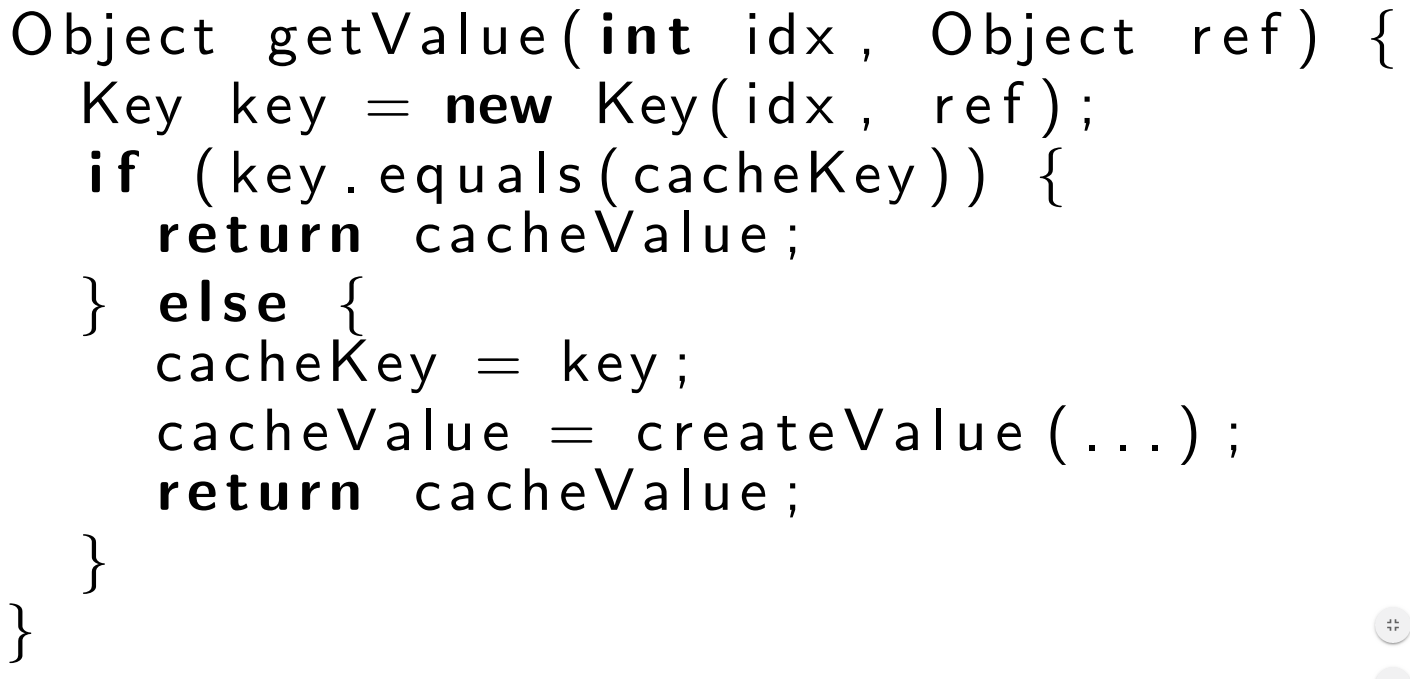 Object getValue(int idx, Object ref) {
  Key key = new Key(idx, ref);
  if (key.equals(cacheKey)) {
    return cacheValue;
  } else {
    cacheKey = key;
    cacheValue = createValue(...);
    return cacheValue;
  }
}